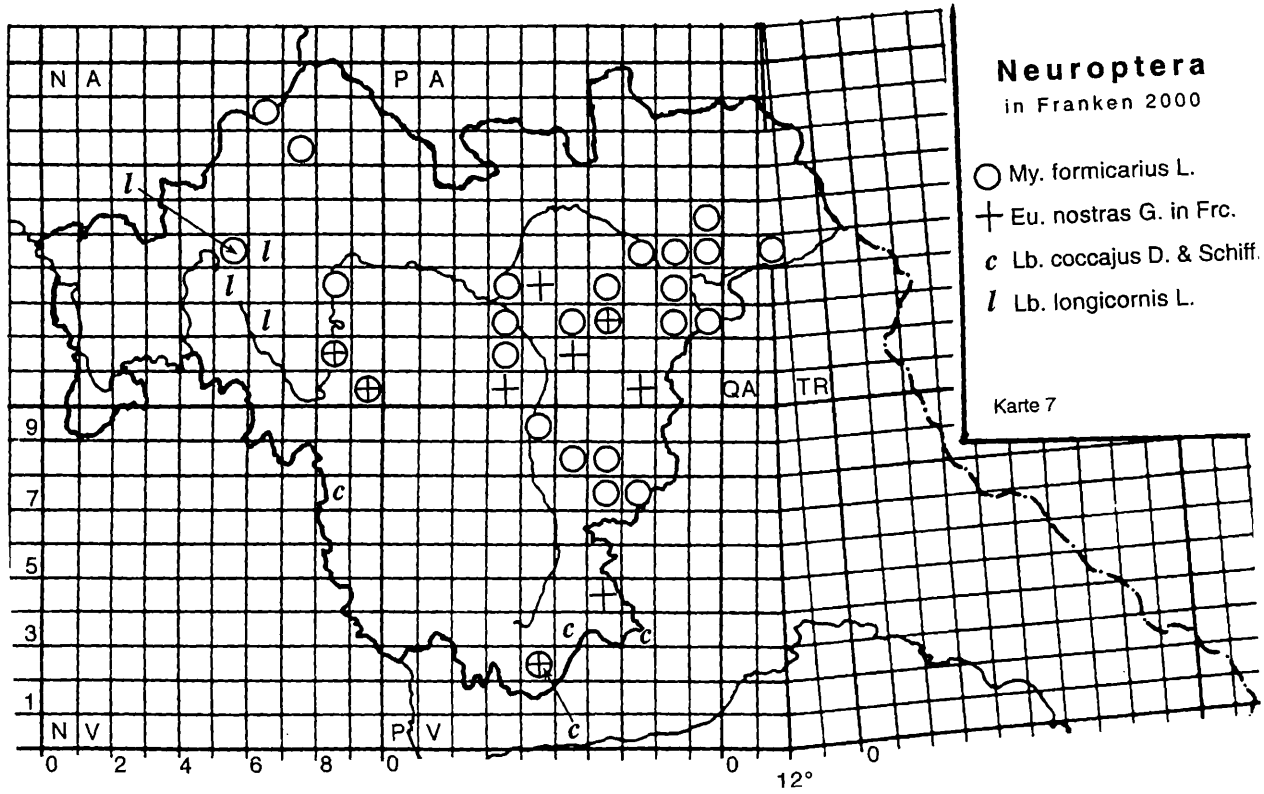 Neuroptera
in Franken 2000
My. formicarius L.
Eu. nostras G. in Frc.
c Lb. coccajus D. & Schiff.
l Lb. longicornis L.
Karte 7
N A
P A
l
l
l
l
QA
TR
9
c
7
5
c
c
3
1
N V
P V
c
0 2 4 6 8 0 0 0
12°